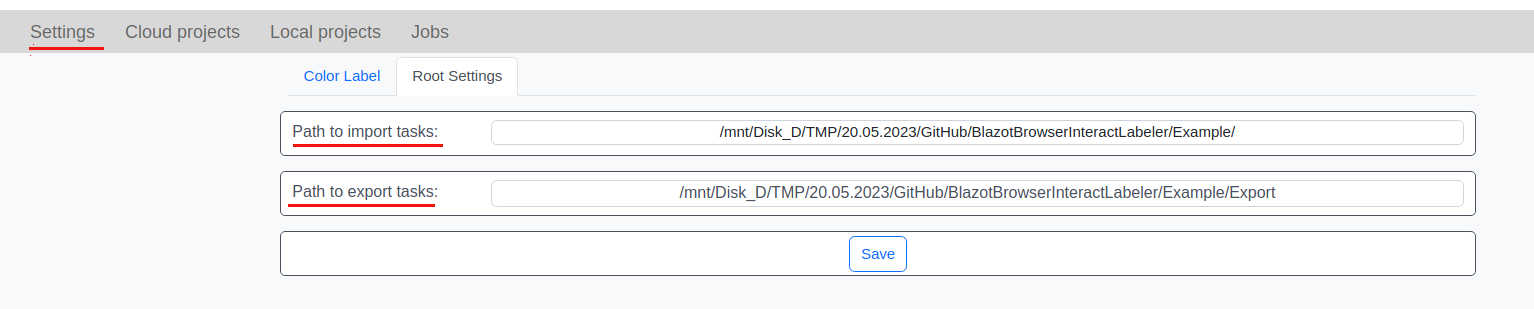 Settings Cloud projects Local projects Jobs
Color Label Root Settings
Path to import tasks: /mnt/Disk_D/TMP/20.05.2023/GitHub/BlazotBrowserInteractLabeler/Example/
Path to export tasks: /mnt/Disk_D/TMP/20.05.2023/GitHub/BlazotBrowserInteractLabeler/Example/Export
Save